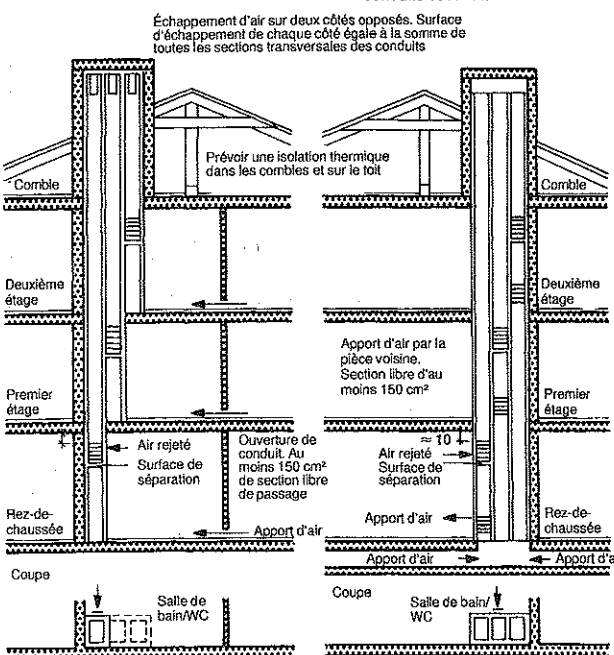 Échappement d'air sur deux côtés opposés. Surface
d'échappement de chaque côté égale à la somme de
toutes les sections transversales des conduits
Prévoir une isolation thermique
dans les combles et sur le toit
Comble
Deuxième
étage
Premier
étage
Air rejeté
Surface de
séparation
Ouverture de
conduit. Au
moins 150 cm²
de section libre
de passage
Rez-de-
chaussée
Apport d'air
Coupe
Salle de
bain/WC
Comble
Deuxième
étage
Apport d'air par la
pièce voisine.
Section libre d'au
moins 150 cm²
Premier
étage
≈ 10
Air rejeté
Surface de
séparation
Apport d'air
Rez-de-
chaussée
Apport d'air
Apport d'a
Coupe
Salle de bain/
WC